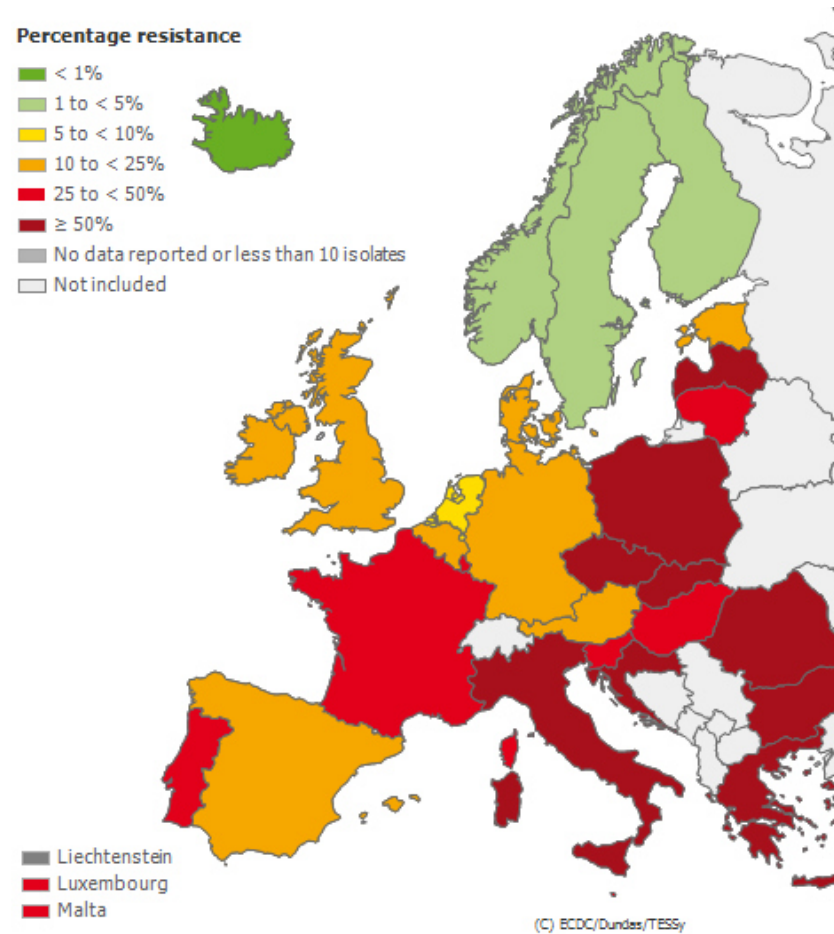 Percentage resistance
< 1%
1 to < 5%
5 to < 10%
10 to < 25%
25 to < 50%
≥ 50%
No data reported or less than 10 isolates
Not included
Liechtenstein
Luxembourg
Malta
(C) ECDC/Dundas/TESSy